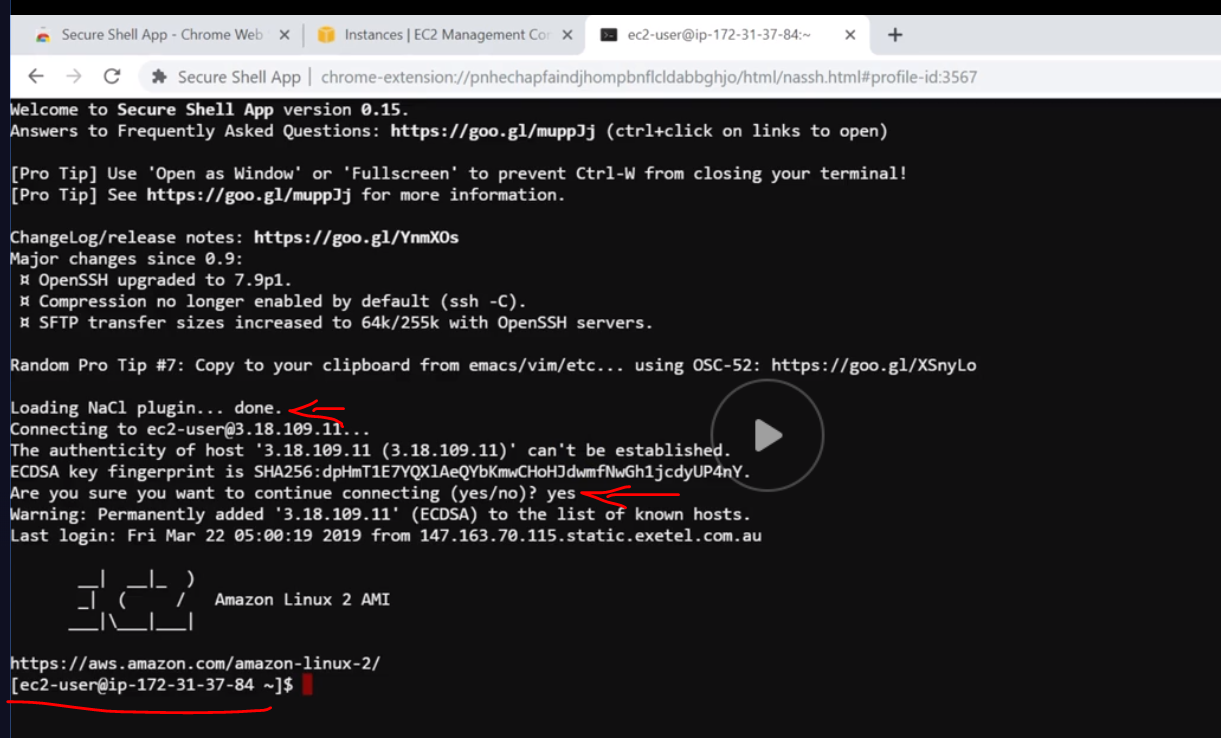 Secure Shell App - Chrome Web
Instances | EC2 Management Con
ec2-user@ip-172-31-37-84:~
Secure Shell App | chrome-extension://pnhechapfaindjhompbnflcldabbghjo/html/nassh.html#profile-id:3567
Welcome to Secure Shell App version 0.15.
Answers to Frequently Asked Questions: https://goo.gl/muppJj (ctrl+click on links to open)
[Pro Tip] Use 'Open as Window' or 'Fullscreen' to prevent Ctrl-W from closing your terminal!
[Pro Tip] See https://goo.gl/muppJj for more information.
ChangeLog/release notes: https://goo.gl/YnmXOs
Major changes since 0.9:
¤ OpenSSH upgraded to 7.9p1.
¤ Compression no longer enabled by default (ssh -C).
¤ SFTP transfer sizes increased to 64k/255k with OpenSSH servers.
Random Pro Tip #7: Copy to your clipboard from emacs/vim/etc... using OSC-52: https://goo.gl/XSnyLo
Loading NaCl plugin... done.
Connecting to ec2-user@3.18.109.11...
The authenticity of host '3.18.109.11 (3.18.109.11)' can't be established.
ECDSA key fingerprint is SHA256:dpHmT1E7YQXlAeQYbKmwCHoHJdwmfNwGh1jcdyUP4nY.
Are you sure you want to continue connecting (yes/no)? yes
Warning: Permanently added '3.18.109.11' (ECDSA) to the list of known hosts.
Last login: Fri Mar 22 05:00:19 2019 from 147.163.70.115.static.exetel.com.au
__|  __|_  )
_|  (     /   Amazon Linux 2 AMI
___|\___|___|
https://aws.amazon.com/amazon-linux-2/
[ec2-user@ip-172-31-37-84 ~]$